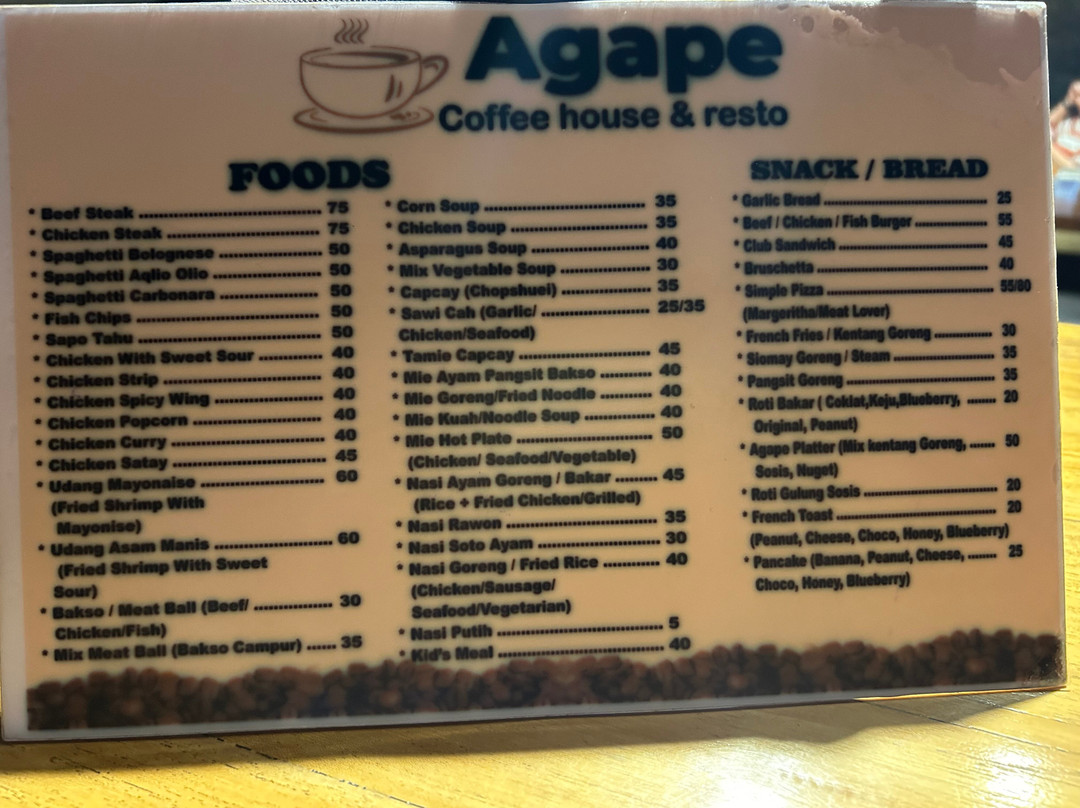 Agape
Coffee house & resto
FOODS
* Beef Steak ........ 75
* Chicken Steak ........ 75
* Spaghetti Bolognese ........ 50
* Spaghetti Aqlio Olio ........ 50
* Spaghetti Carbonara ........ 50
* Fish Chips ........ 50
* Sapo Tahu ........ 50
* Chicken With Sweet Sour ........ 40
* Chicken Strip ........ 40
* Chicken Spicy Wing ........ 40
* Chicken Popcorn ........ 40
* Chicken Curry ........ 40
* Chicken Satay ........ 45
* Udang Mayonaise ........ 60
(Fried Shrimp With
Mayonise)
* Udang Asam Manis ........ 60
(Fried Shrimp With Sweet
Sour)
* Bakso / Meat Ball (Beef/ ........ 30
Chicken/Fish)
* Mix Meat Ball (Bakso Campur) ...... 35
* Corn Soup ........ 35
* Chicken Soup ........ 35
* Asparagus Soup ........ 40
* Mix Vegetable Soup ........ 30
* Capcay (Chopshuel) ........ 35
* Sawi Cah (Garlic/ ........ 25/35
Chicken/Seafood)
* Tamie Capcay ........ 45
* Mie Ayam Pangsit Bakso ........ 40
* Mie Goreng/Fried Noodle ........ 40
* Mie Kuah/Noodle Soup ........ 40
* Mie Hot Plate ........ 50
(Chicken/ Seafood/Vegetable)
* Nasi Ayam Goreng / Bakar ........ 45
(Rice + Fried Chicken/Grilled)
* Nasi Rawon ........ 35
* Nasi Soto Ayam ........ 30
* Nasi Goreng / Fried Rice ........ 40
(Chicken/Sausage/
Seafood/Vegetarian)
* Nasi Putih ........ 5
* Kid's Meal ........ 40
SNACK / BREAD
* Garlic Bread ........ 25
* Beef / Chicken / Fish Burger ........ 55
* Club Sandwich ........ 45
* Bruschetta ........ 40
* Simple Pizza ........ 55/80
(Margeritha/Meat Lover)
* French Fries / Kentang Goreng ........ 30
* Siomay Goreng / Steam ........ 35
* Pangsit Goreng ........ 35
* Roti Bakar ( Coklat,Keju,Blueberry, ....... 20
Original, Peanut)
* Agape Platter (Mix kentang Goreng, ...... 50
Sosis, Nuget)
* Roti Gulung Sosis ........ 20
* French Toast ........ 20
(Peanut, Cheese, Choco, Honey, Blueberry)
* Pancake (Banana, Peanut, Cheese, ........ 25
Choco, Honey, Blueberry)